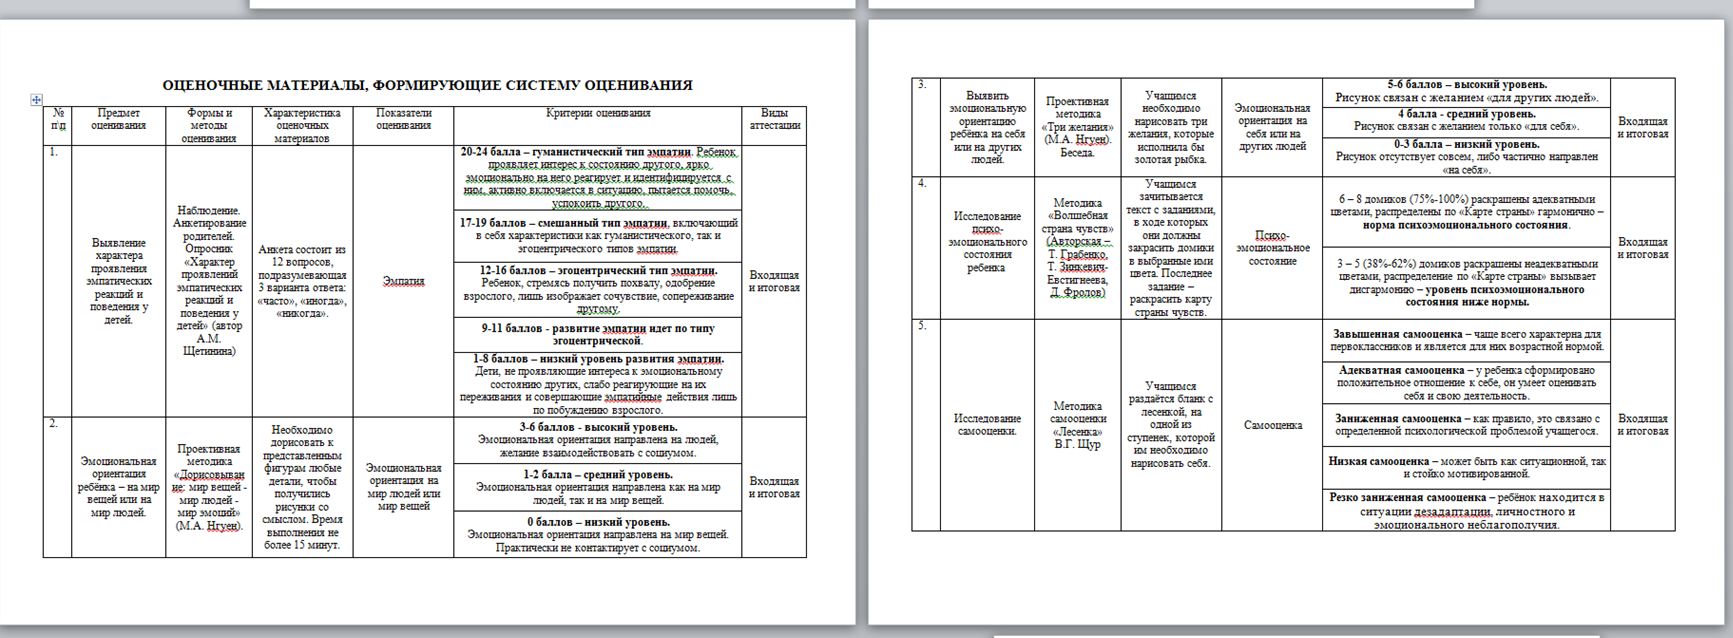 ОЦЕНОЧНЫЕ МАТЕРИАЛЫ, ФОРМИРУЮЩИЕ СИСТЕМУ ОЦЕНИВАНИЯ
№
п\п
Предмет
оценивания
Формы и
методы
оценивания
Характеристика
оценочных
материалов
Показатели
оценивания
Критерии оценивания
Виды
аттестации
1.
Выявление
характера
проявления
эмпатических
реакций и
поведения у
детей.
Наблюдение.
Анкетирование
родителей.
Опросник
«Характер
проявлений
эмпатических
реакций и
поведения у
детей» (автор
А.М.
Щетинина)
Анкета состоит из
12 вопросов,
подразумевающая
3 варианта ответа:
«часто», «иногда»,
«никогда».
Эмпатия
20-24 балла – гуманистический тип эмпатии. Ребенок
проявляет интерес к состоянию другого, ярко
эмоционально на него реагирует и идентифицируется с
ним, активно включается в ситуацию, пытается помочь,
успокоить другого.
17-19 баллов – смешанный тип эмпатии, включающий
в себя характеристики как гуманистического, так и
эгоцентрического типов эмпатии.
12-16 баллов – эгоцентрический тип эмпатии.
Ребенок, стремясь получить похвалу, одобрение
взрослого, лишь изображает сочувствие, сопереживание
другому.
9-11 баллов - развитие эмпатии идет по типу
эгоцентрической.
1-8 баллов – низкий уровень развития эмпатии.
Дети, не проявляющие интереса к эмоциональному
состоянию других, слабо реагирующие на их
переживания и совершающие эмпатийные действия лишь
по побуждению взрослого.
Входящая
и итоговая
2.
Эмоциональная
ориентация
ребёнка – на мир
вещей или на
мир людей.
Проективная
методика
«Дорисовыван
ие: мир вещей -
мир людей -
мир эмоций»
(М.А. Нгуен).
Необходимо
дорисовать к
представленным
фигурам любые
детали, чтобы
получились
рисунки со
смыслом. Время
выполнения не
более 15 минут.
Эмоциональная
ориентация на
мир людей или
мир вещей
3-6 баллов - высокий уровень.
Эмоциональная ориентация направлена на людей,
желание взаимодействовать с социумом.
1-2 балла – средний уровень.
Эмоциональная ориентация направлена как на мир
людей, так и на мир вещей.
0 баллов – низкий уровень.
Эмоциональная ориентация направлена на мир вещей.
Практически не контактирует с социумом.
Входящая
и итоговая
3.
Выявить
эмоциональную
ориентацию
ребёнка на себя
или на других
людей.
Проективная
методика
«Три желания»
(М.А. Нгуен).
Беседа.
Учащимся
необходимо
нарисовать три
желания, которые
исполнила бы
золотая рыбка.
Эмоциональная
ориентация на
себя или на
других людей
5-6 баллов – высокий уровень.
Рисунок связан с желанием «для других людей».
4 балла - средний уровень.
Рисунок связан с желанием только «для себя».
0-3 балла – низкий уровень.
Рисунок отсутствует совсем, либо частично направлен
«на себя».
Входящая
и итоговая
4.
Исследование
психо-
эмоционального
состояния
ребенка
Методика
«Волшебная
страна чувств»
(Авторская –
Т. Грабенко,
Т. Зинкевич-
Евстигнеева,
Д. Фролов)
Учащимся
зачитывается
текст с заданиями,
в ходе которых
они должны
закрасить домики
в выбранные ими
цвета. Последнее
задание –
раскрасить карту
страны чувств.
Психо-
эмоциональное
состояние
6 – 8 домиков (75%-100%) раскрашены адекватными
цветами, распределены по «Карте страны» гармонично –
норма психоэмоционального состояния.
3 – 5 (38%-62%) домиков раскрашены неадекватными
цветами, распределение по «Карте страны» вызывает
дисгармонию – уровень психоэмоционального
состояния ниже нормы.
Входящая
и итоговая
5.
Исследование
самооценки.
Методика
самооценки
«Лесенка»
В.Г. Щур
Учащимся
раздаётся бланк с
лесенкой, на
одной из
ступенек, которой
им необходимо
нарисовать себя.
Самооценка
Завышенная самооценка – чаще всего характерна для
первоклассников и является для них возрастной нормой.
Адекватная самооценка – у ребенка сформировано
положительное отношение к себе, он умеет оценивать
себя и свою деятельность.
Заниженная самооценка – как правило, это связано с
определенной психологической проблемой учащегося.
Низкая самооценка – может быть как ситуационной, так
и стойко мотивированной.
Резко заниженная самооценка – ребёнок находится в
ситуации дезадаптации, личностного и
эмоционального неблагополучия.
Входящая
и итоговая